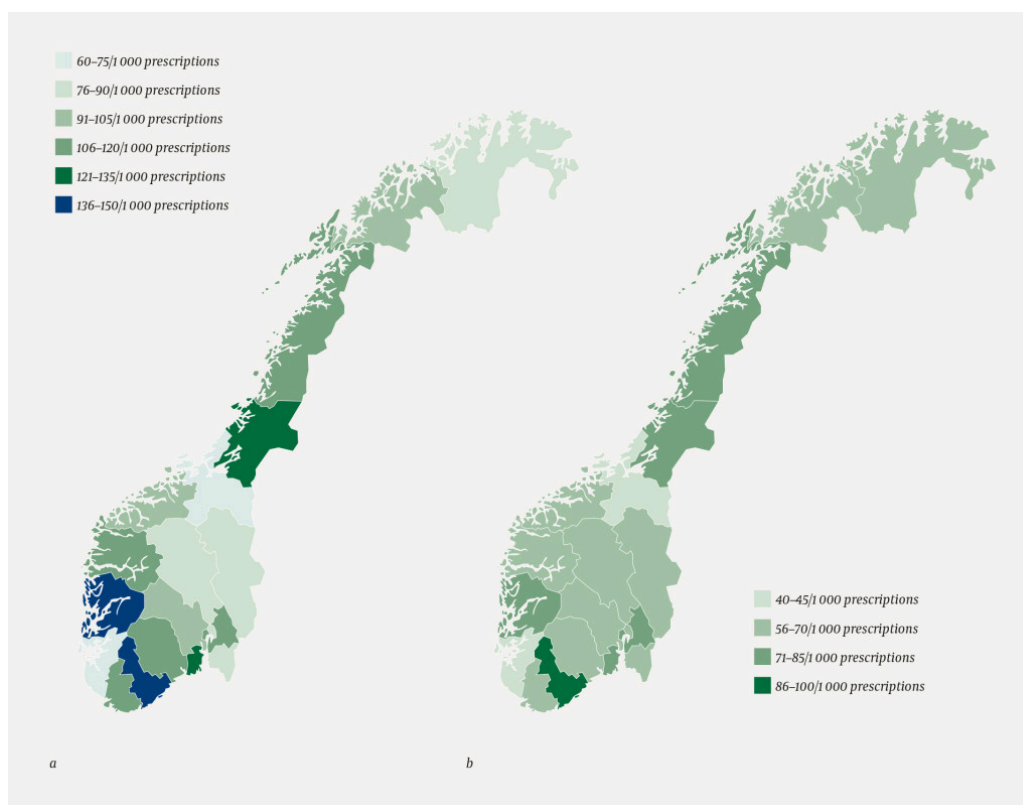 60–75/1 000 prescriptions
76–90/1 000 prescriptions
91–105/1 000 prescriptions
106–120/1 000 prescriptions
121–135/1 000 prescriptions
136–150/1 000 prescriptions
40–45/1 000 prescriptions
56–70/1 000 prescriptions
71–85/1 000 prescriptions
86–100/1 000 prescriptions
a
b